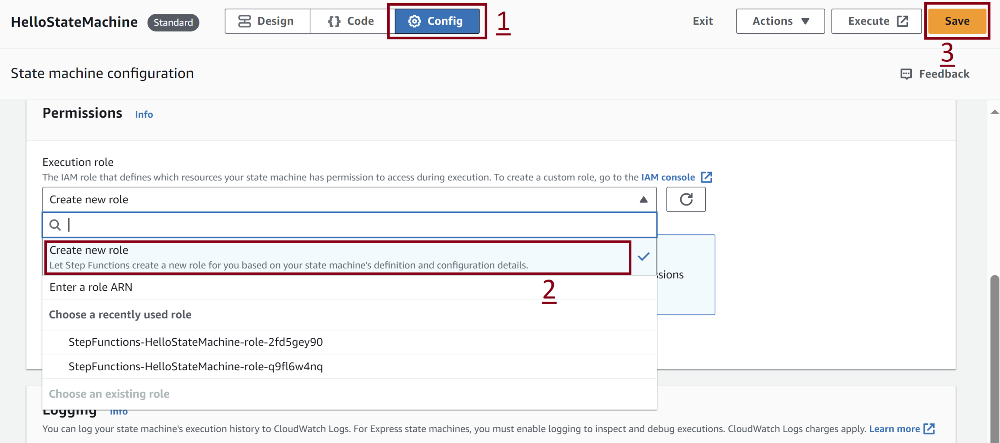 HelloStateMachine Standard Design {} Code Config 1 Exit Actions Execute Save
3
State machine configuration
Feedback
Permissions Info
Execution role
The IAM role that defines which resources your state machine has permission to access during execution. To create a custom role, go to the IAM console
Create new role
Create new role
Let Step Functions create a new role for you based on your state machine's definition and configuration details.
ssions
Enter a role ARN
2
Choose a recently used role
StepFunctions-HelloStateMachine-role-2fd5gey90
StepFunctions-HelloStateMachine-role-q9fl6w4nq
Choose an existing role
Logging Info
You can log your state machine's execution history to CloudWatch Logs. For Express state machines, you must enable logging to inspect and debug executions. CloudWatch Logs charges apply. Learn more